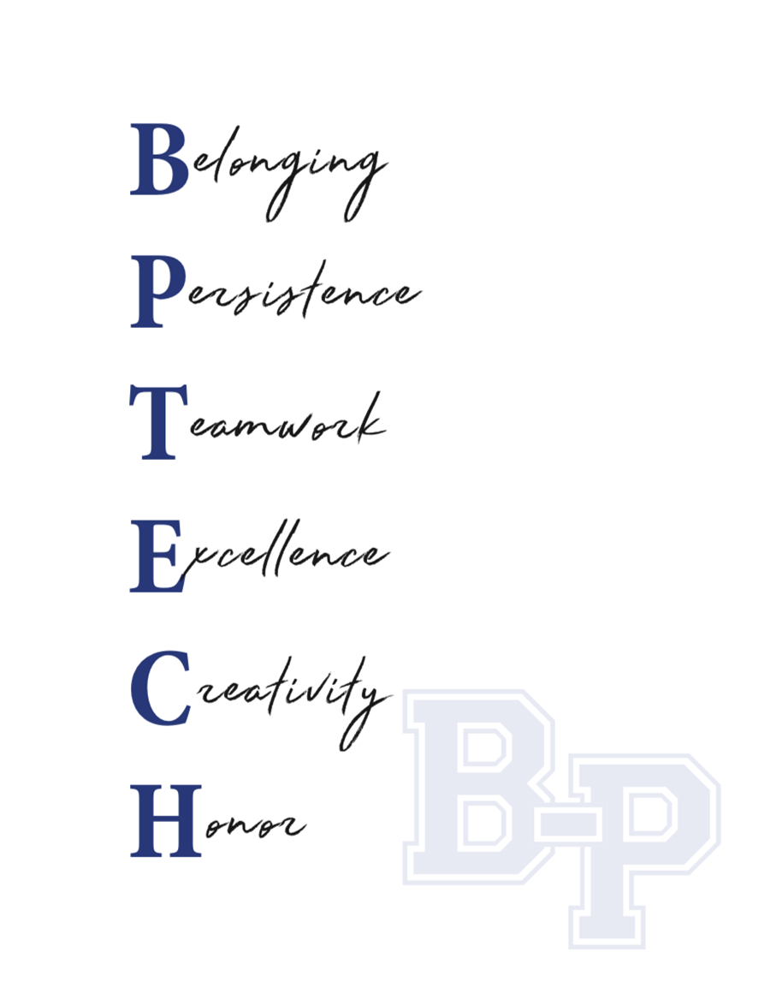 Belonging
Persistence
Teamwork
Excellence
Creativity
Honor
B-P